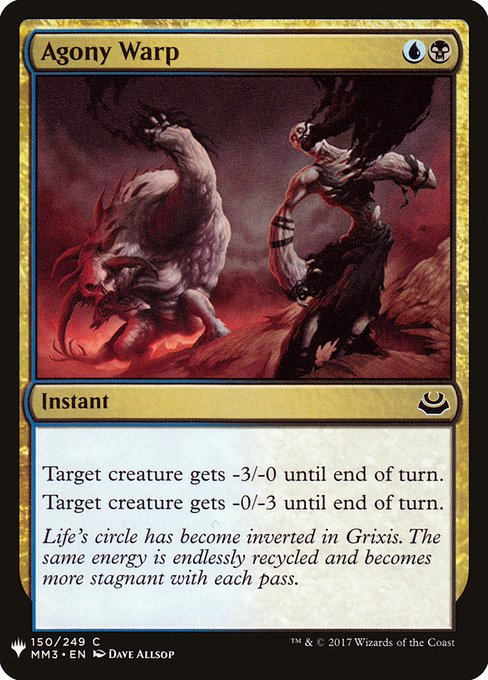 Agony Warp
Instant
Target creature gets -3/-0 until end of turn.
Target creature gets -0/-3 until end of turn.
Life's circle has become inverted in Grixis. The
same energy is endlessly recycled and becomes
more stagnant with each pass.
150/249 C
MM3 • EN Dave Allsop
™ & © 2017 Wizards of the Coast